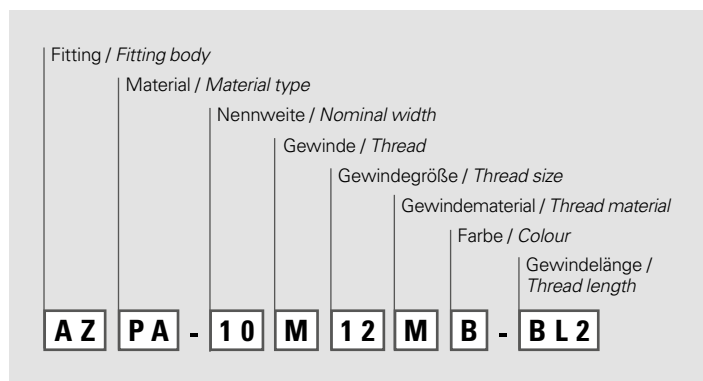 Fitting / Fitting body
Material / Material type
Nennweite / Nominal width
Gewinde / Thread
Gewindegröße / Thread size
Gewindematerial / Thread material
Farbe / Colour
Gewindelänge /
Thread length
AZ PA - 10 M 12 M B - BL2